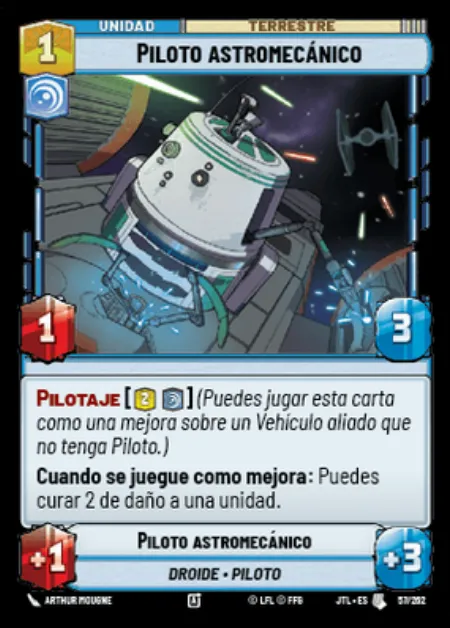 UNIDAD
TERRESTRE
1
PILOTO ASTROMECÁNICO
1
3
PILOTAJE [2] (Puedes jugar esta carta
como una mejora sobre un Vehículo aliado que
no tenga Piloto.)
Cuando se juegue como mejora: Puedes
curar 2 de daño a una unidad.
+1
PILOTO ASTROMECÁNICO
+3
DROIDE • PILOTO
ARTHUR MOUGNE
A
© LFL © FFG
JTL • ES
57/262